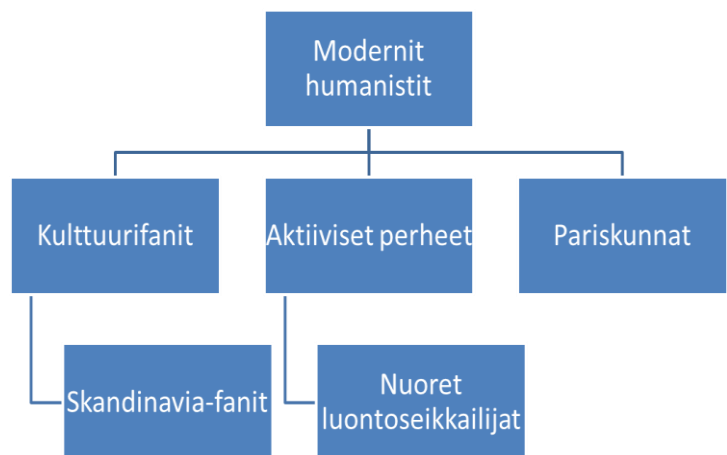 Modernit
humanistit
Kulttuurifanit
Aktiiviset perheet
Pariskunnat
Skandinavia-fanit
Nuoret
luontoseikkailijat